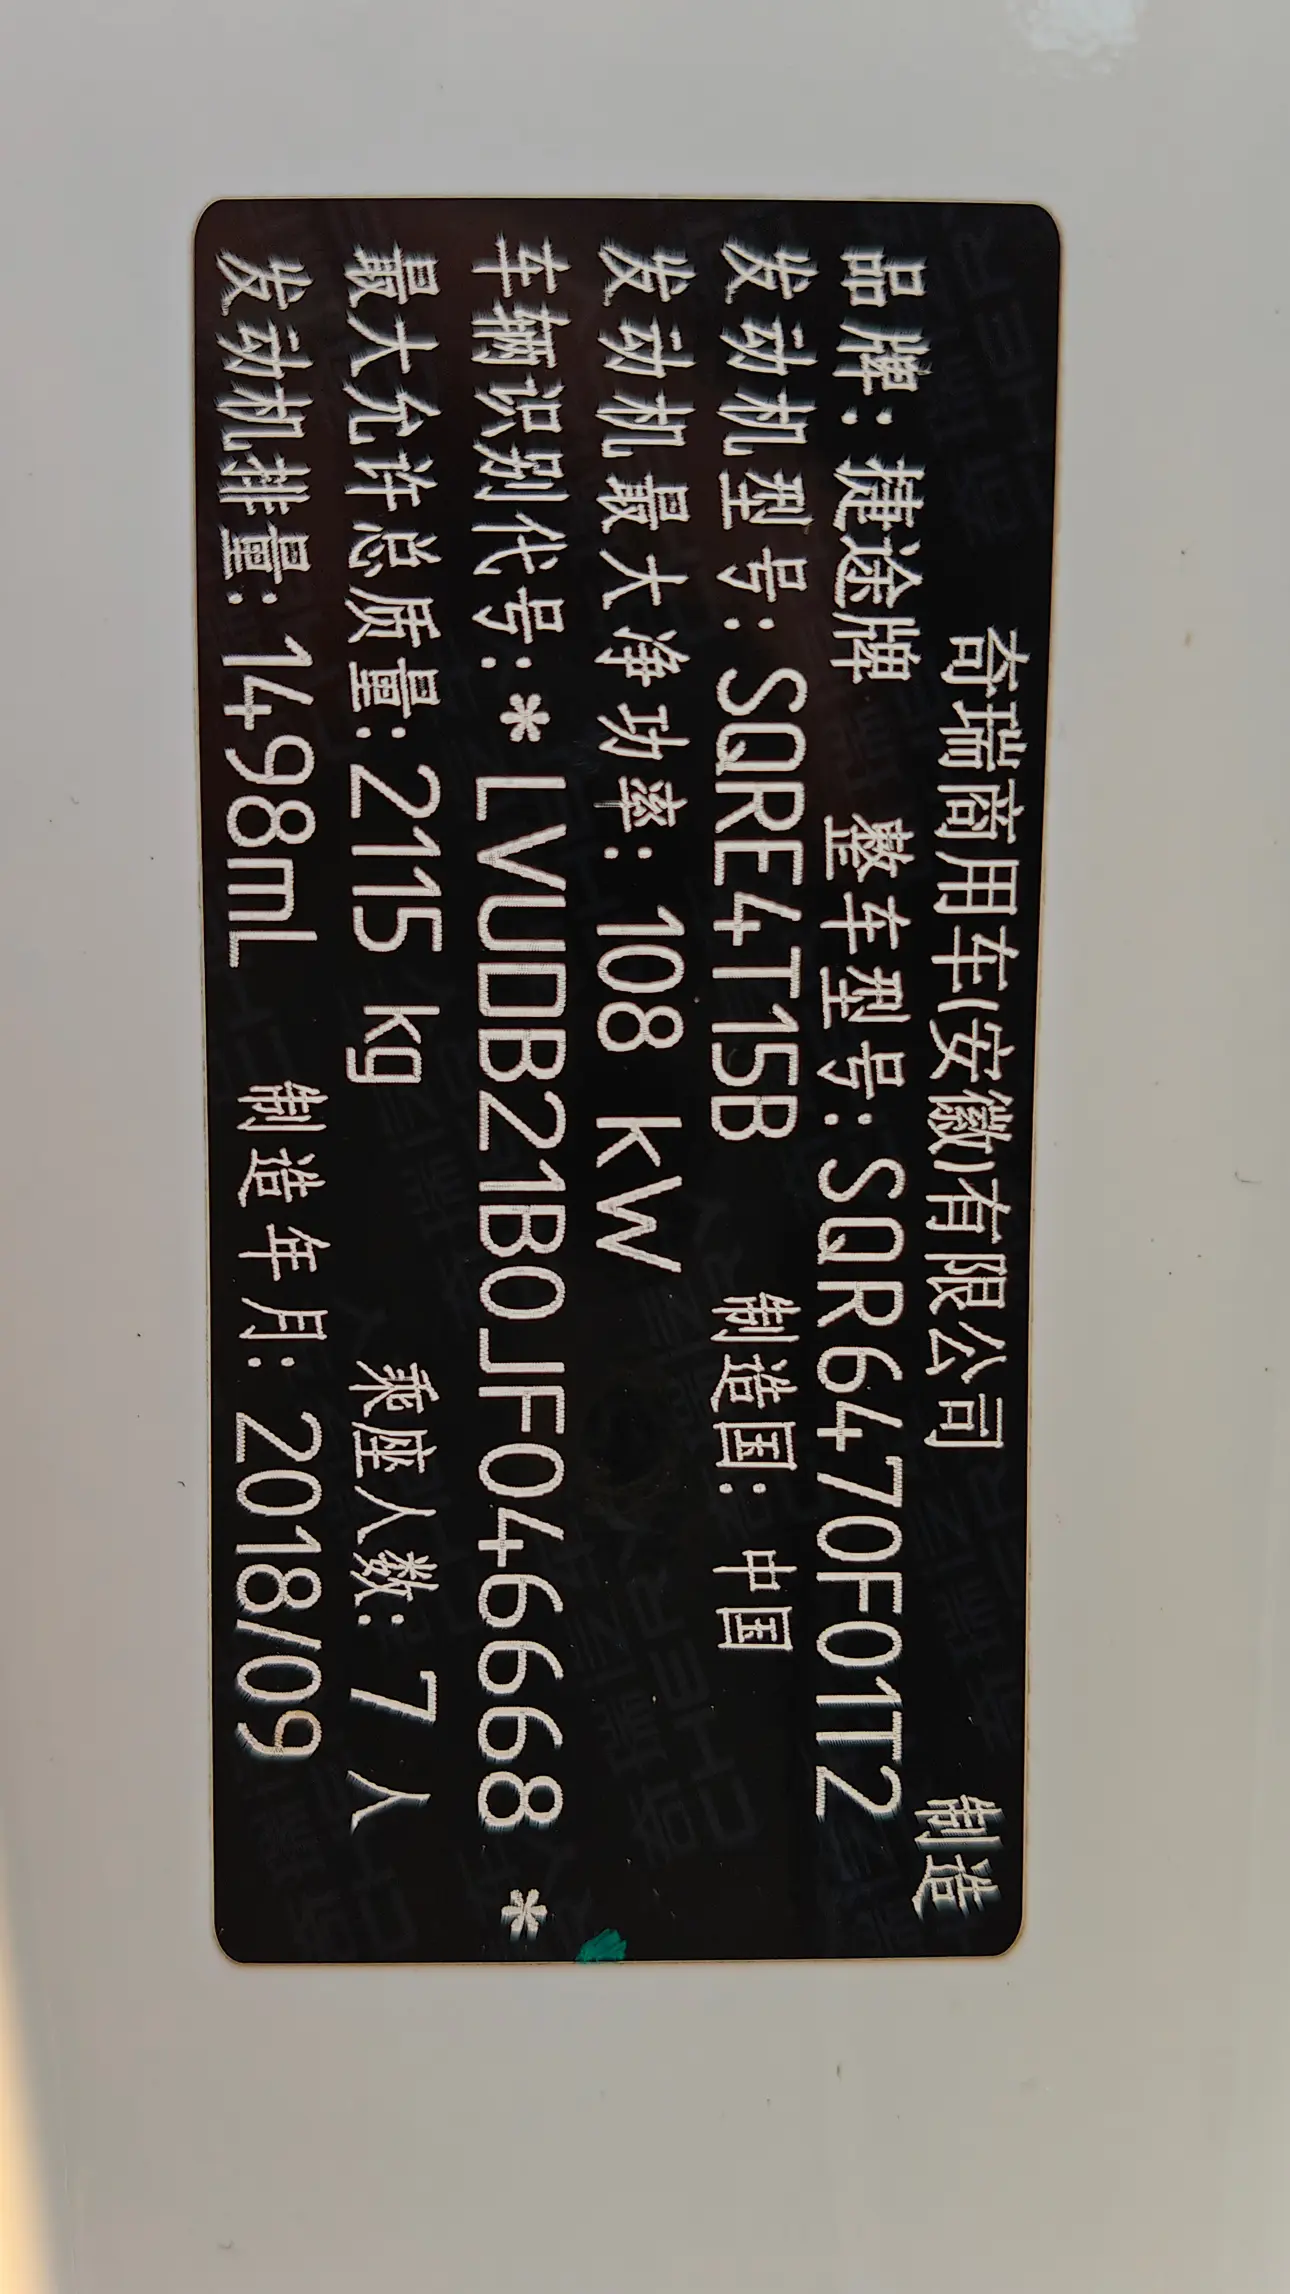 奇瑞商用车(安徽)有限公司 制造
品牌: 捷途牌 整车型号: SQR6470F01T2
发动机型号: SQRE4T15B 制造国: 中国
发动机最大净功率: 108 kW
车辆识别代号: * LVUDB21B0JF046668 *
最大允许总质量: 2115 kg 乘座人数: 7 人
发动机排量: 1498mL 制造年月: 2018/09